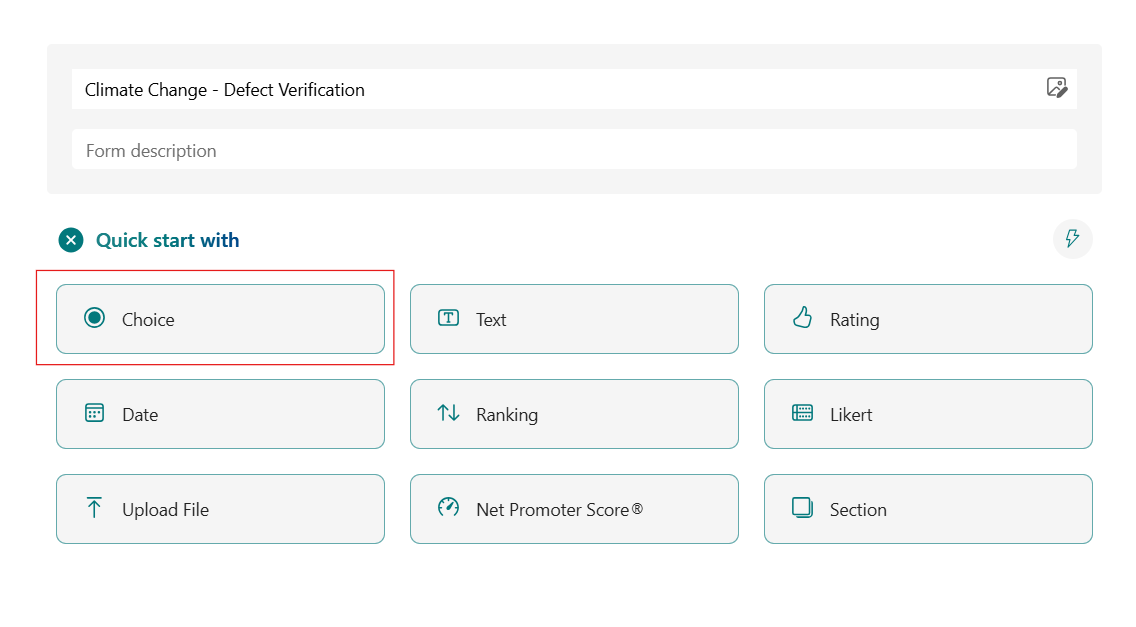 Climate Change - Defect Verification
Form description
Quick start with
Choice
Text
Rating
Date
Ranking
Likert
Upload File
Net Promoter Score®
Section